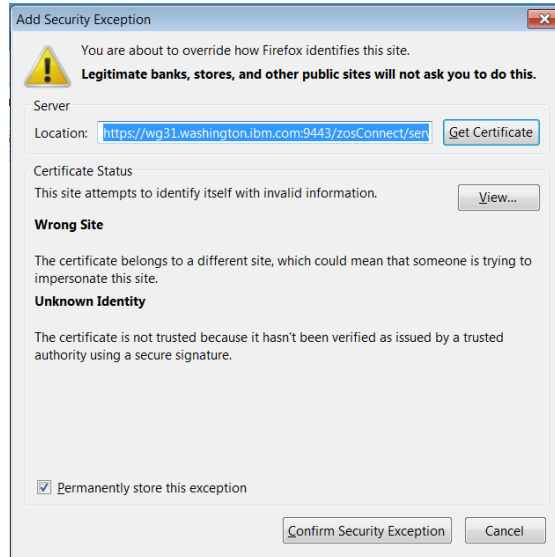 Add Security Exception
You are about to override how Firefox identifies this site.
Legitimate banks, stores, and other public sites will not ask you to do this.
Server
Location: https://wg31.washington.ibm.com:9443/zosConnect/serv Get Certificate
Certificate Status
This site attempts to identify itself with invalid information. View...
Wrong Site
The certificate belongs to a different site, which could mean that someone is trying to
impersonate this site.
Unknown Identity
The certificate is not trusted because it hasn't been verified as issued by a trusted
authority using a secure signature.
Permanently store this exception
Confirm Security Exception Cancel